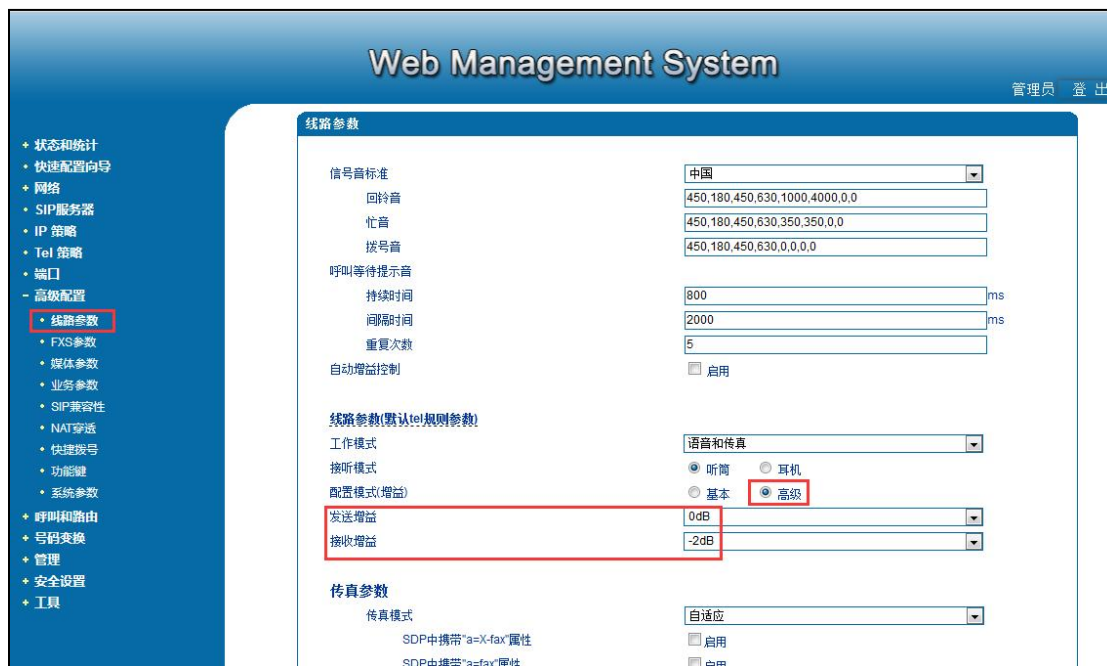 Web Management System
管理员 登 出
+ 状态和统计
• 快速配置向导
+ 网络
• SIP服务器
• IP 策略
• Tel 策略
• 端口
- 高级配置
• 线路参数
• FXS参数
• 媒体参数
• 业务参数
• SIP兼容性
• NAT穿透
• 快捷拨号
• 功能键
• 系统参数
+ 呼叫和路由
+ 号码变换
+ 管理
+ 安全设置
+ 工具
线路参数
信号音标准 中国
回铃音 450,180,450,630,1000,4000,0,0
忙音 450,180,450,630,350,350,0,0
拨号音 450,180,450,630,0,0,0,0
呼叫等待提示音
持续时间 800 ms
间隔时间 2000 ms
重复次数 5
自动增益控制 启用
线路参数(默认tel规则参数)
工作模式 语音和传真
接听模式 听筒 耳机
配置模式(增益) 基本 高级
发送增益 0dB
接收增益 -2dB
传真参数
传真模式 自适应
SDP中携带"a=X-fax"属性 启用
SDP中携带"a=fax"属性 启用